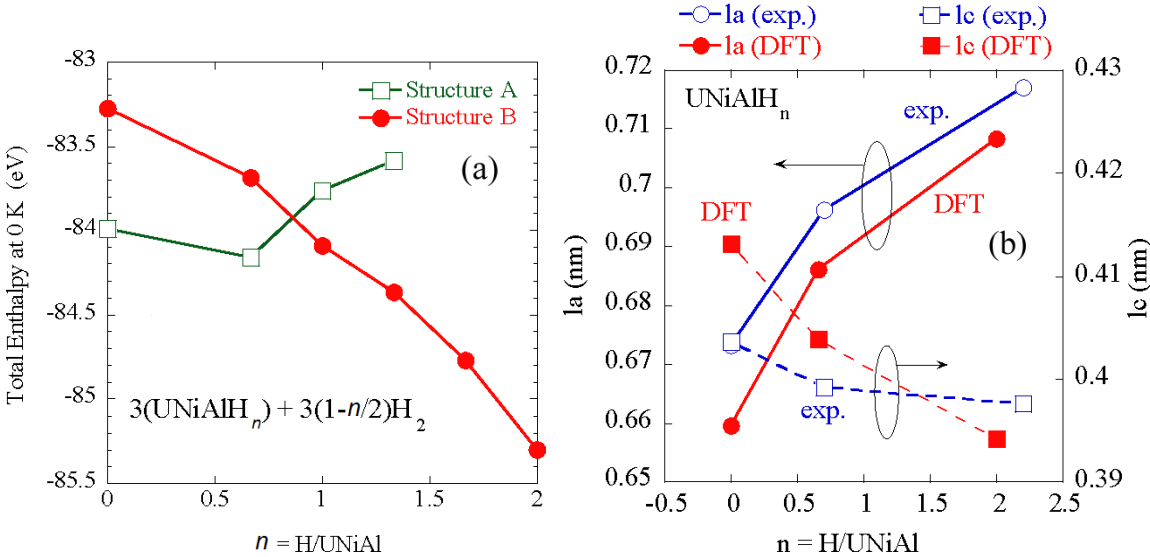 Structure A
Structure B
(a)
3(UNiAlHₙ) + 3(1-n/2)H₂
Total Enthalpy at 0 K (eV)
-83
-83.5
-84
-84.5
-85
-85.5
0 0.5 1 1.5 2
n = H/UNiAl
la (exp.) lc (exp.)
la (DFT) lc (DFT)
UNiAlHₙ
exp.
DFT
DFT
(b)
exp.
la (nm)
0.72
0.71
0.7
0.69
0.68
0.67
0.66
0.65
lc (nm)
0.43
0.42
0.41
0.4
0.39
-0.5 0 0.5 1 1.5 2 2.5
n = H/UNiAl